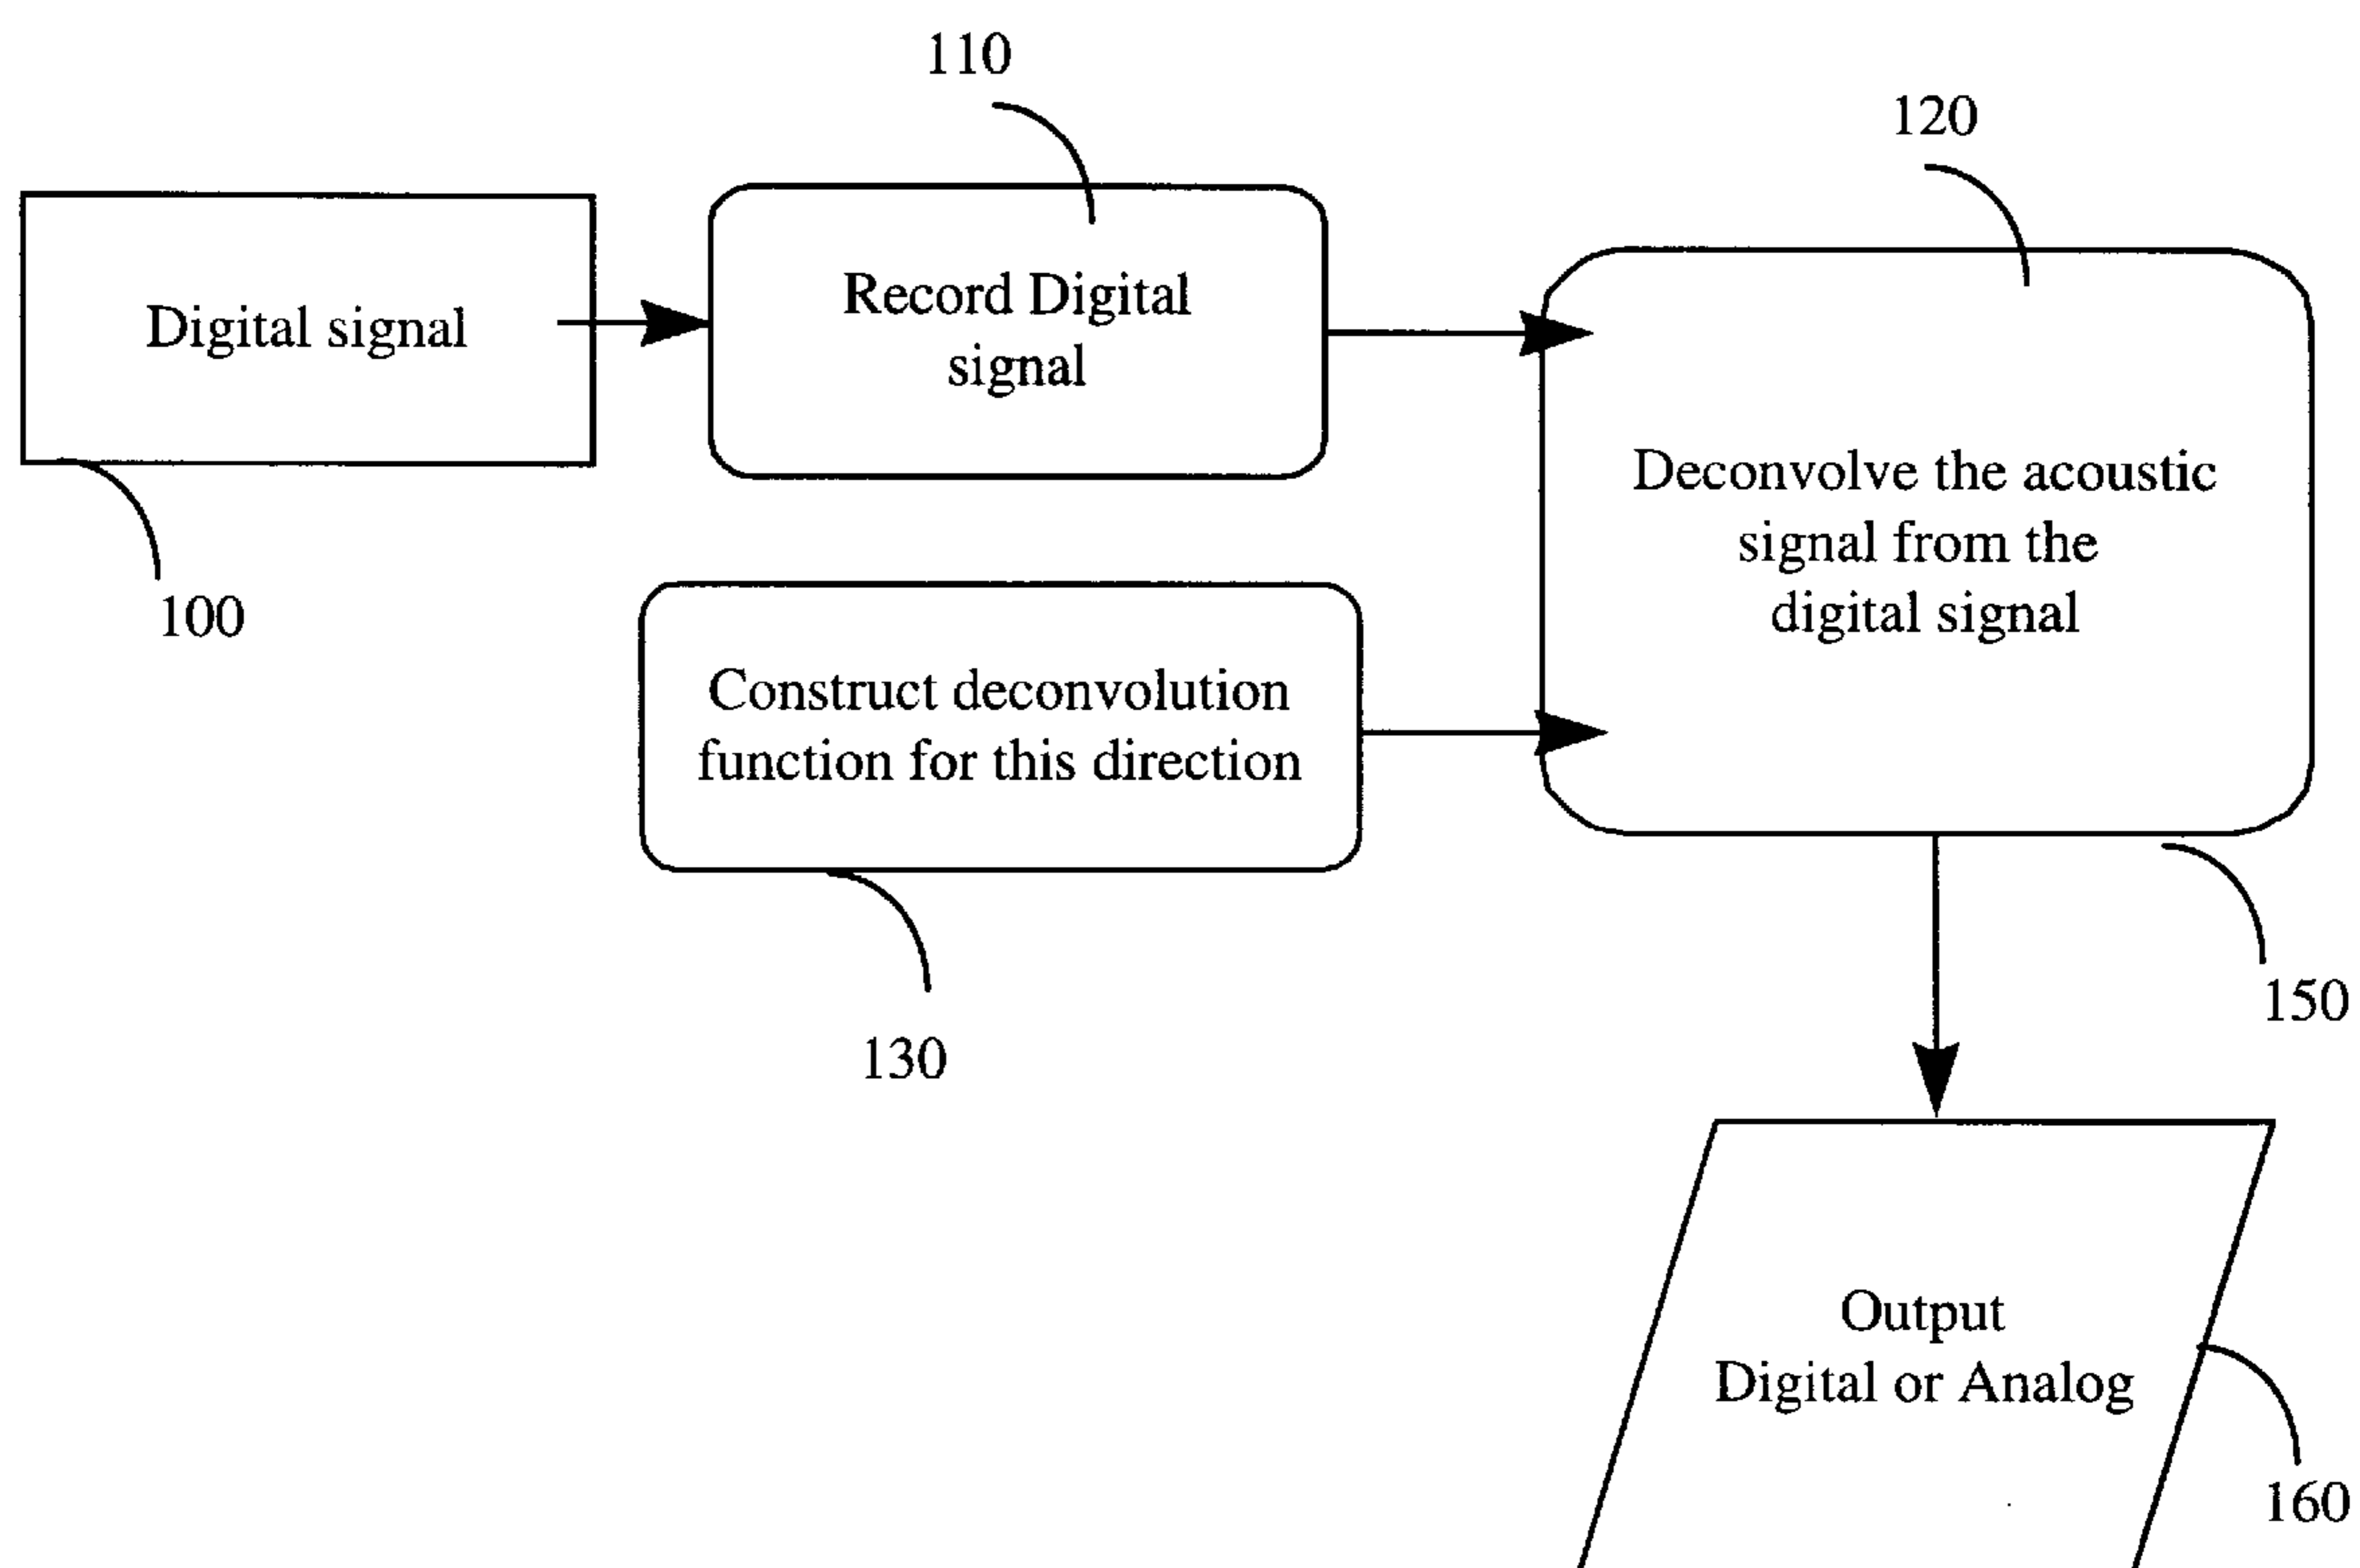 110
120
Digital signal
Record Digital
signal
100
Deconvolve the acoustic
signal from the
digital signal
Construct deconvolution
function for this direction
130
150
Output
Digital or Analog
160